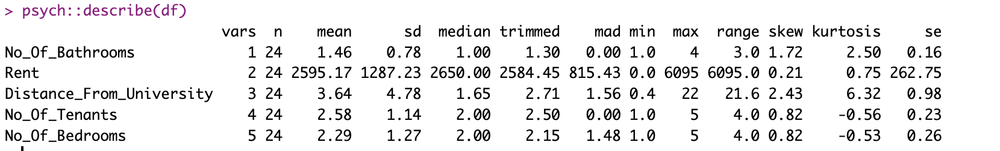 > psych::describe(df)
vars n mean sd median trimmed mad min max range skew kurtosis se
No_Of_Bathrooms 1 24 1.46 0.78 1.00 1.30 0.00 1.0 4 3.0 1.72 2.50 0.16
Rent 2 24 2595.17 1287.23 2650.00 2584.45 815.43 0.0 6095 6095.0 0.21 0.75 262.75
Distance_From_University 3 24 3.64 4.78 1.65 2.71 1.56 0.4 22 21.6 2.43 6.32 0.98
No_Of_Tenants 4 24 2.58 1.14 2.00 2.50 0.00 1.0 5 4.0 0.82 -0.56 0.23
No_Of_Bedrooms 5 24 2.29 1.27 2.00 2.15 1.48 1.0 5 4.0 0.82 -0.53 0.26